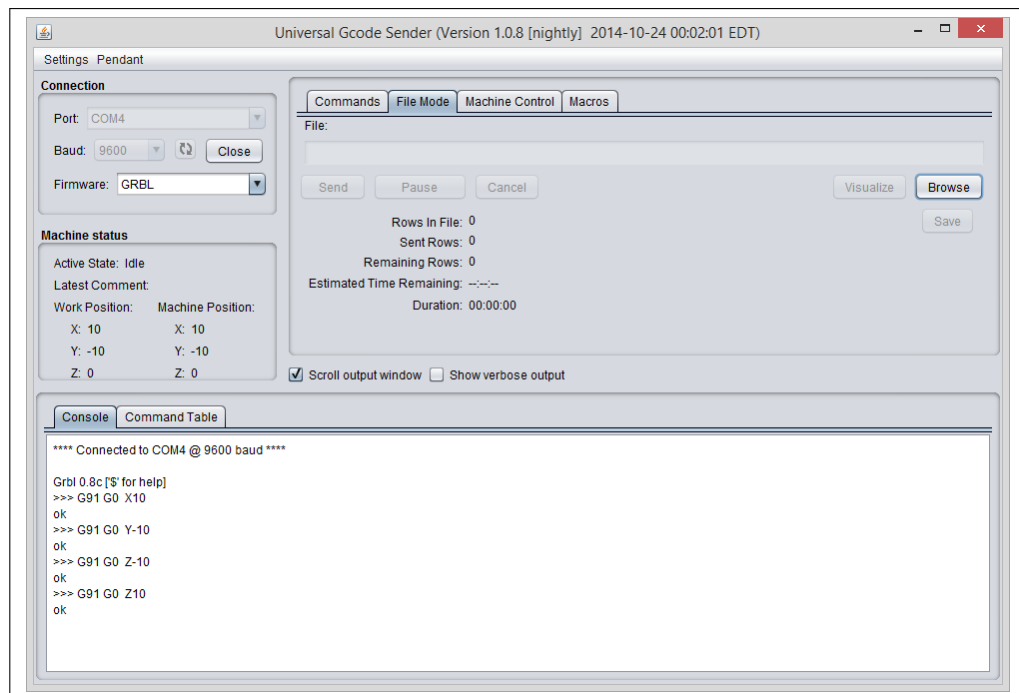 Universal Gcode Sender (Version 1.0.8 [nightly]  2014-10-24 00:02:01 EDT)
Settings Pendant
Connection
Port: COM4
Baud: 9600 Close
Firmware: GRBL
Machine status
Active State: Idle
Latest Comment:
Work Position: Machine Position:
X: 10 X: 10
Y: -10 Y: -10
Z: 0 Z: 0
Commands File Mode Machine Control Macros
File:
Send Pause Cancel Visualize Browse
Save
Rows In File: 0
Sent Rows: 0
Remaining Rows: 0
Estimated Time Remaining: --:--:--
Duration: 00:00:00
Scroll output window Show verbose output
Console Command Table
**** Connected to COM4 @ 9600 baud ****
Grbl 0.8c ['$' for help]
>>> G91 G0 X10
ok
>>> G91 G0 Y-10
ok
>>> G91 G0 Z-10
ok
>>> G91 G0 Z10
ok